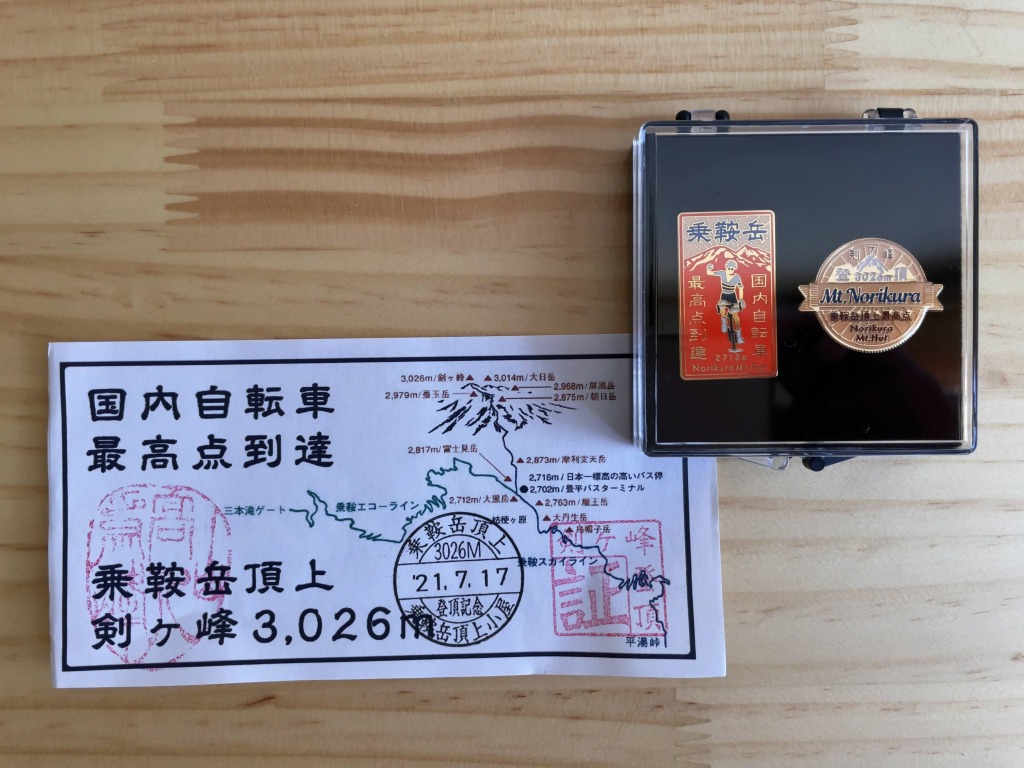 国内自転車
最高点到達
乗鞍岳頂上
剣ヶ峰 3,026m
3,026m/剣ヶ峰
3,014m/大日岳
2,979m/蚕玉岳
2,968m/屏風岳
2,875m/朝日岳
2,817m/富士見岳
2,873m/摩利支天岳
2,716m/日本一標高の高いバス停
2,702m/畳平バスターミナル
2,712m/大黒岳
2,763m/魔王岳
三本滝ゲート
乗鞍エコーライン
桔梗ヶ原
大丹生岳
烏帽子岳
乗鞍スカイライン
平湯峠
乗鞍岳頂上
3026M
'21.7.17
登頂記念
乗鞍岳頂上小屋
剣ヶ峰
登頂
証
乗鞍岳
国内自転車
最高点到達
2716m
Norikura Mt.Hut
剣ヶ峰
登3026m頂
Mt.Norikura
乗鞍岳頂上最高点
Norikura
Mt.Hut